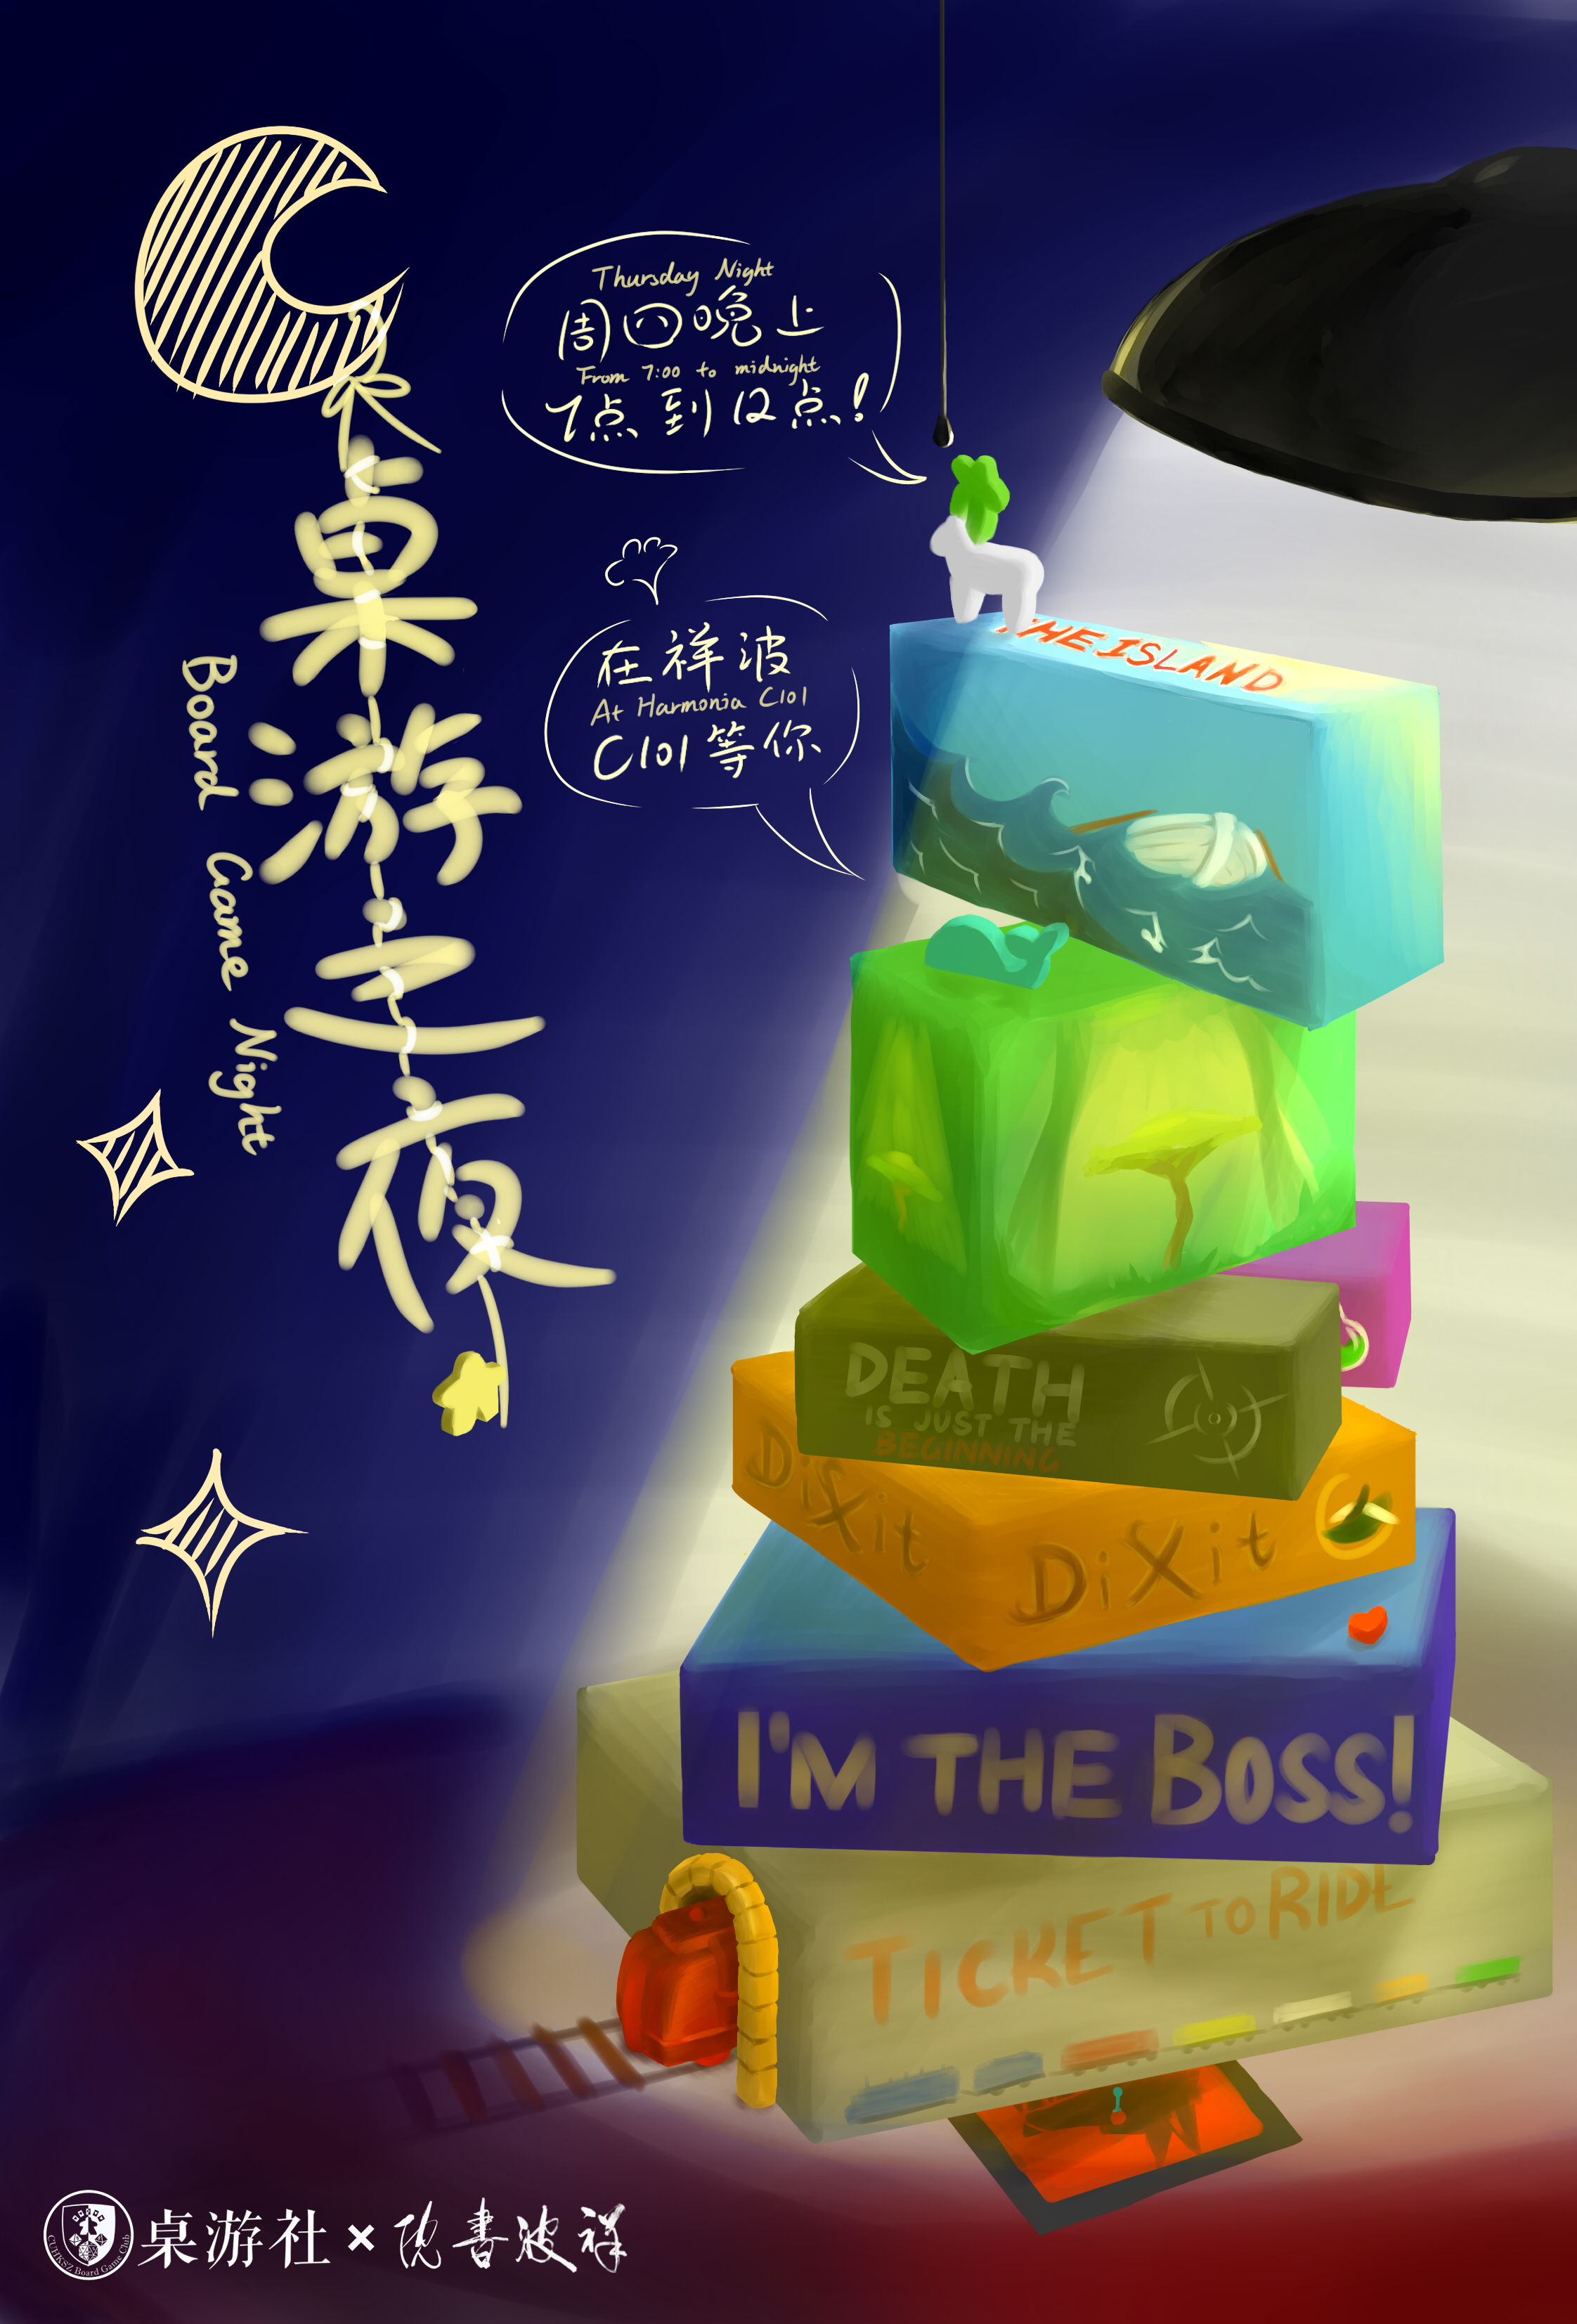 桌游之夜
Board Game Night
Thursday Night
周四晚上
From 7:00 to midnight
7点到12点!
在祥波
At Harmonia C101
C101等你
THE ISLAND
DEATH
IS JUST THE
BEGINNING
DiXit
DiXit
I'M THE BOSS!
TICKET TO RIDE
CUHKSZ Board Game Club
桌游社 × 祥波書院